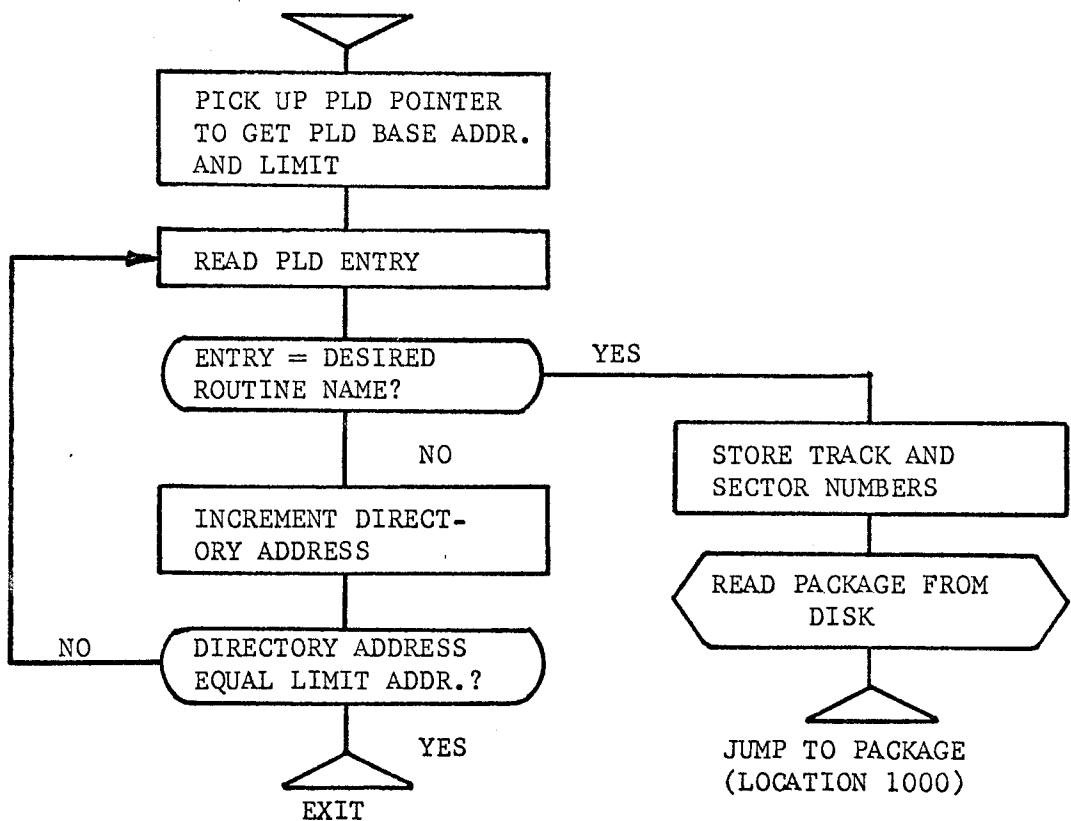 PICK UP PLD POINTER
TO GET PLD BASE ADDR.
AND LIMIT
READ PLD ENTRY
ENTRY = DESIRED
ROUTINE NAME?
YES
NO
STORE TRACK AND
SECTOR NUMBERS
INCREMENT DIRECT-
ORY ADDRESS
READ PACKAGE FROM
DISK
NO
DIRECTORY ADDRESS
EQUAL LIMIT ADDR.?
YES
EXIT
JUMP TO PACKAGE
(LOCATION 1000)